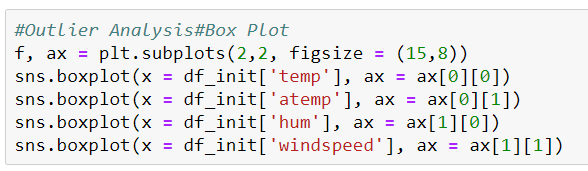 #Outlier Analysis#Box Plot
f, ax = plt.subplots(2,2, figsize = (15,8))
sns.boxplot(x = df_init['temp'], ax = ax[0][0])
sns.boxplot(x = df_init['atemp'], ax = ax[0][1])
sns.boxplot(x = df_init['hum'], ax = ax[1][0])
sns.boxplot(x = df_init['windspeed'], ax = ax[1][1])